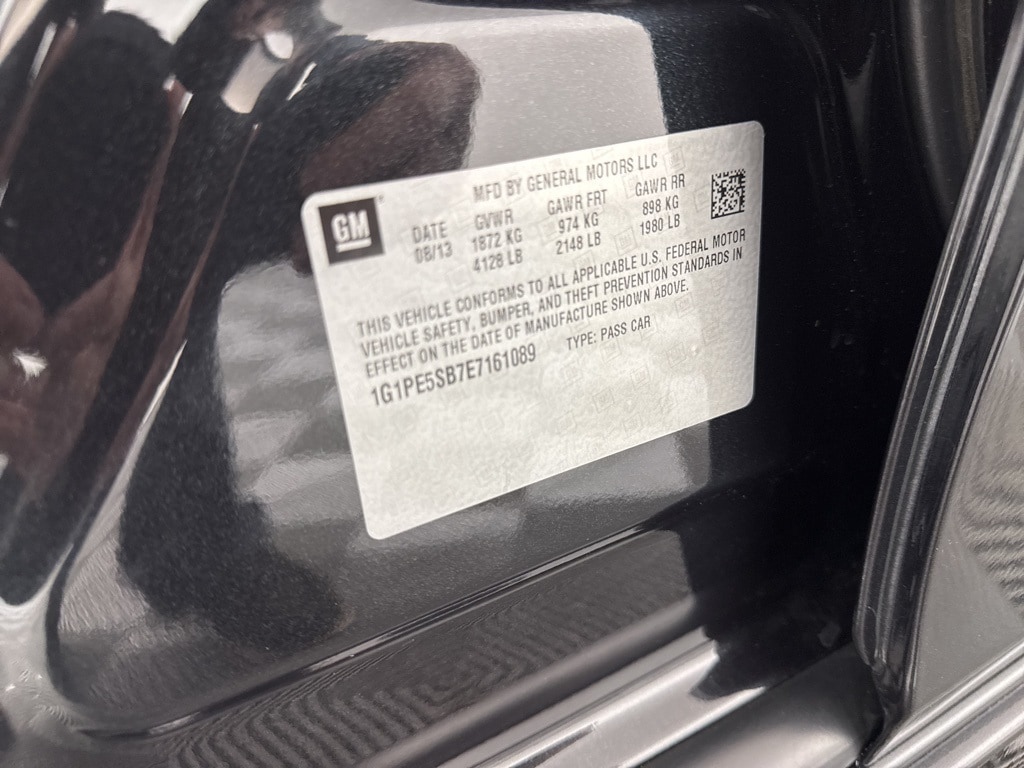 GM
MFD BY GENERAL MOTORS LLC
DATE GVWR GAWR FRT GAWR RR
08/13 1872 KG 974 KG 898 KG
4128 LB 2148 LB 1980 LB
THIS VEHICLE CONFORMS TO ALL APPLICABLE U.S. FEDERAL MOTOR
VEHICLE SAFETY, BUMPER, AND THEFT PREVENTION STANDARDS IN
EFFECT ON THE DATE OF MANUFACTURE SHOWN ABOVE.
1G1PE5SB7E7161089 TYPE: PASS CAR